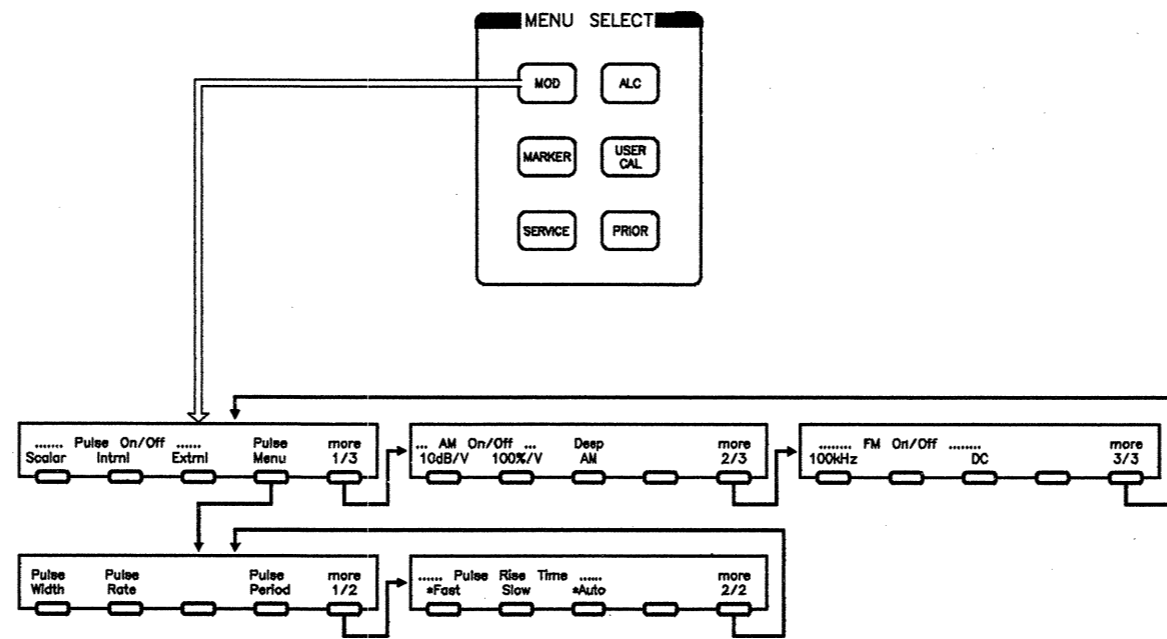 MENU SELECT
MOD ALC
MARKER USER CAL
SERVICE PRIOR
....... Pulse On/Off ...... Pulse more
Scalar Intrnl Extrnl Menu 1/3
... AM On/Off ... Deep more
10dB/V 100%/V AM 2/3
........ FM On/Off ........ more
100kHz DC 3/3
Pulse Pulse Pulse more
Width Rate Period 1/2
...... Pulse Rise Time ...... more
*Fast Slow *Auto 2/2